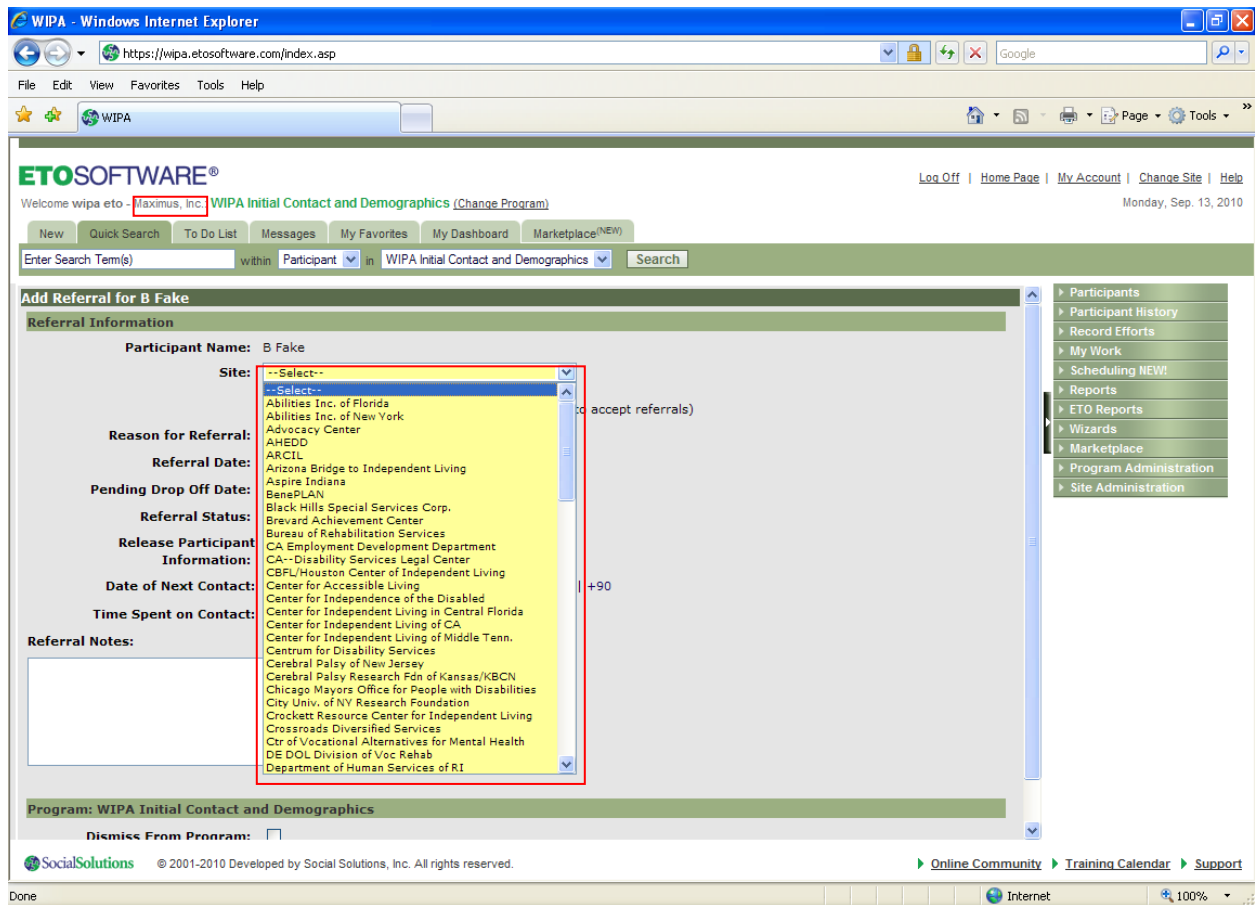 WIPA - Windows Internet Explorer
https://wipa.etosoftware.com/index.asp
Google
File Edit View Favorites Tools Help
WIPA
Page Tools »
ETOSOFTWARE®
Log Off | Home Page | My Account | Change Site | Help
Welcome wipa eto - Maximus, Inc. WIPA Initial Contact and Demographics (Change Program)
Monday, Sep. 13, 2010
New Quick Search To Do List Messages My Favorites My Dashboard Marketplace(NEW)
Enter Search Term(s) within Participant in WIPA Initial Contact and Demographics Search
Add Referral for B Fake
Referral Information
Participant Name: B Fake
Site: --Select--
--Select--
Abilities Inc. of Florida
Abilities Inc. of New York
to accept referrals)
Advocacy Center
Reason for Referral:
AHEDD
ARCIL
Referral Date:
Arizona Bridge to Independent Living
Aspire Indiana
Pending Drop Off Date:
BenePLAN
Black Hills Special Services Corp.
Referral Status:
Brevard Achievement Center
Bureau of Rehabilitation Services
Release Participant Information:
CA Employment Development Department
CA--Disability Services Legal Center
CBFL/Houston Center of Independent Living
Date of Next Contact:
Center for Accessible Living
| +90
Center for Independence of the Disabled
Time Spent on Contact:
Center for Independent Living in Central Florida
Center for Independent Living of CA
Referral Notes:
Center for Independent Living of Middle Tenn.
Centrum for Disability Services
Cerebral Palsy of New Jersey
Cerebral Palsy Research Fdn of Kansas/KBCN
Chicago Mayors Office for People with Disabilities
City Univ. of NY Research Foundation
Crockett Resource Center for Independent Living
Crossroads Diversified Services
Ctr of Vocational Alternatives for Mental Health
DE DOL Division of Voc Rehab
Department of Human Services of RI
Program: WIPA Initial Contact and Demographics
Dismiss From Program:
Participants
Participant History
Record Efforts
My Work
Scheduling NEW!
Reports
ETO Reports
Wizards
Marketplace
Program Administration
Site Administration
SocialSolutions © 2001-2010 Developed by Social Solutions, Inc. All rights reserved.
Online Community Training Calendar Support
Done Internet 100%